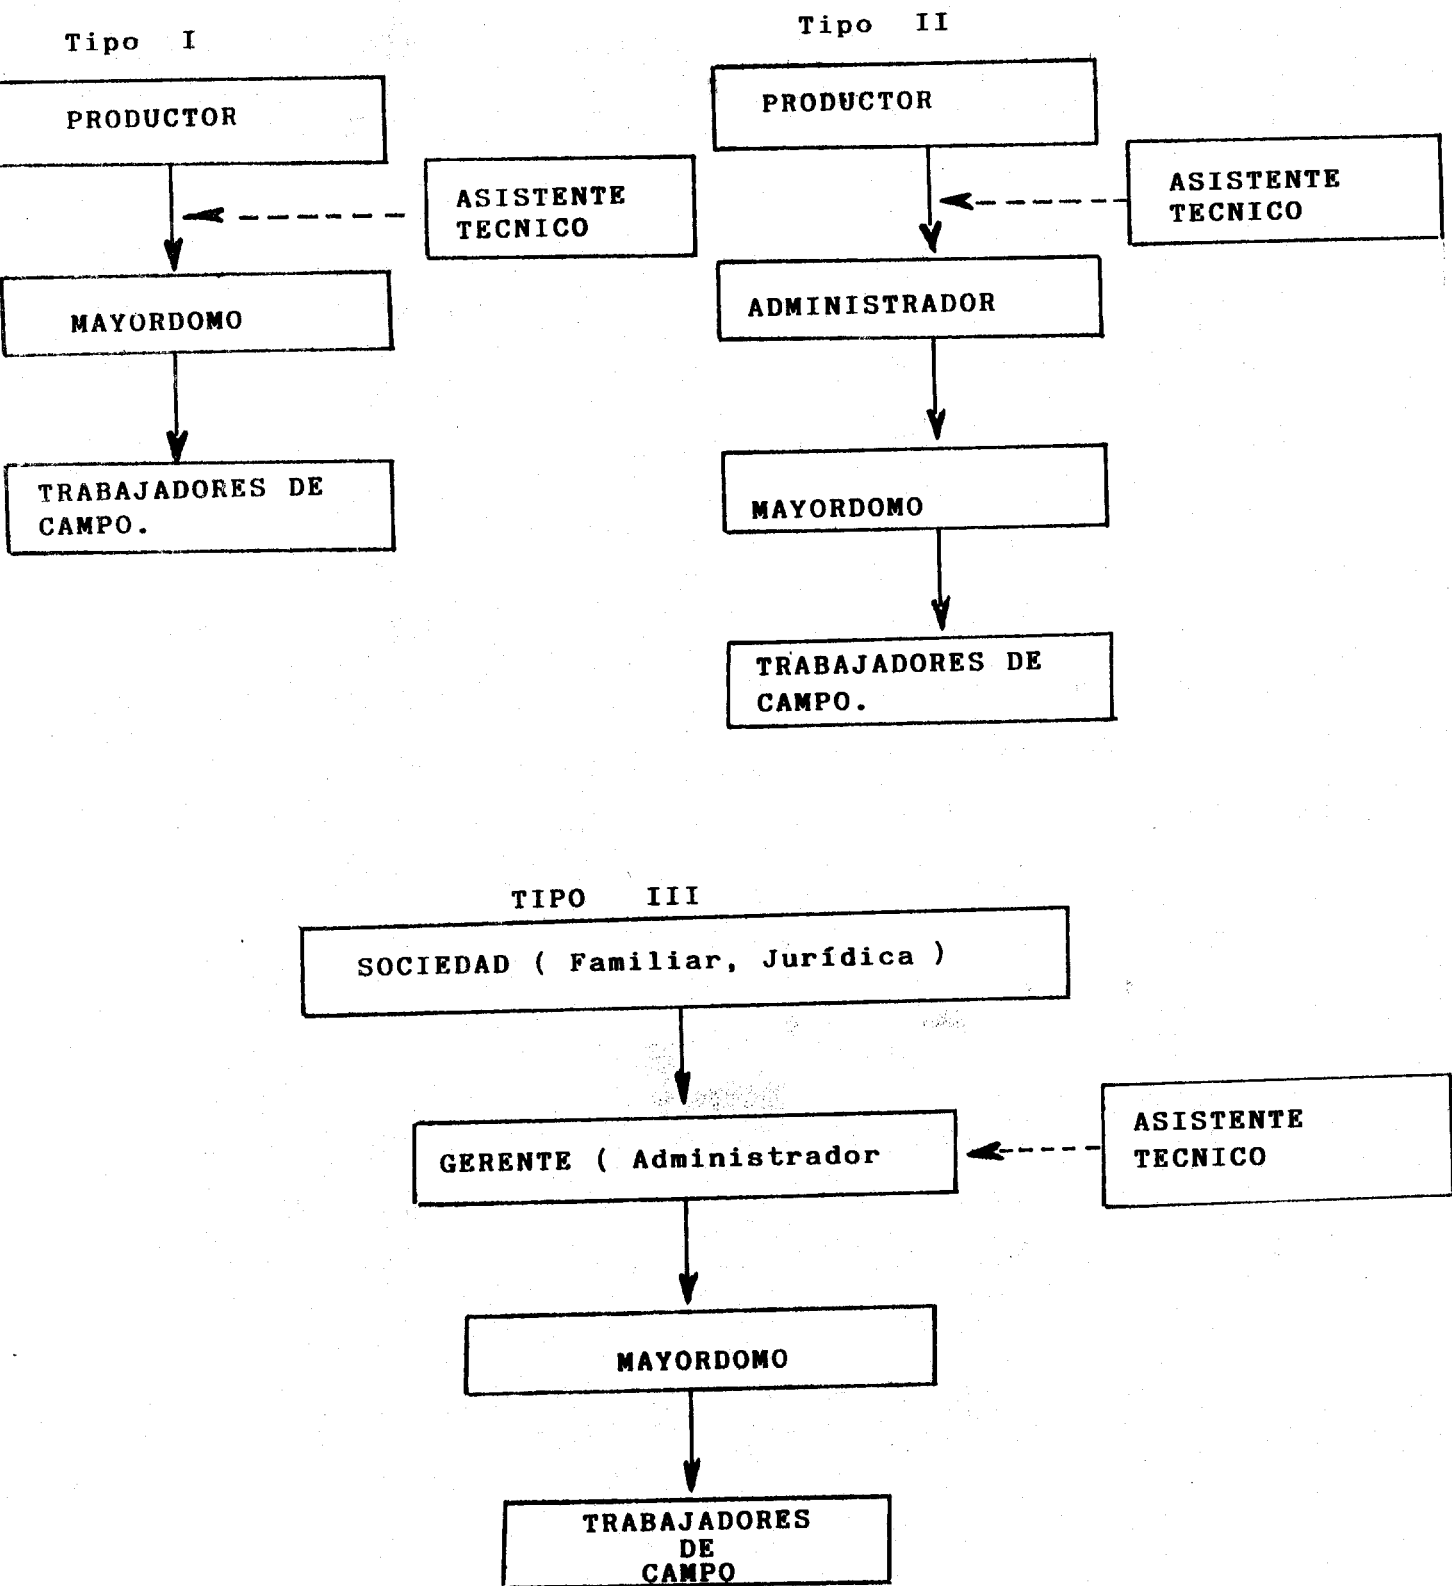 Tipo I
PRODUCTOR
ASISTENTE
TECNICO
MAYORDOMO
TRABAJADORES DE
CAMPO.
Tipo II
PRODUCTOR
ASISTENTE
TECNICO
ADMINISTRADOR
MAYORDOMO
TRABAJADORES DE
CAMPO.
TIPO III
SOCIEDAD ( Familiar, Jurídica )
GERENTE ( Administrador
ASISTENTE
TECNICO
MAYORDOMO
TRABAJADORES
DE
CAMPO